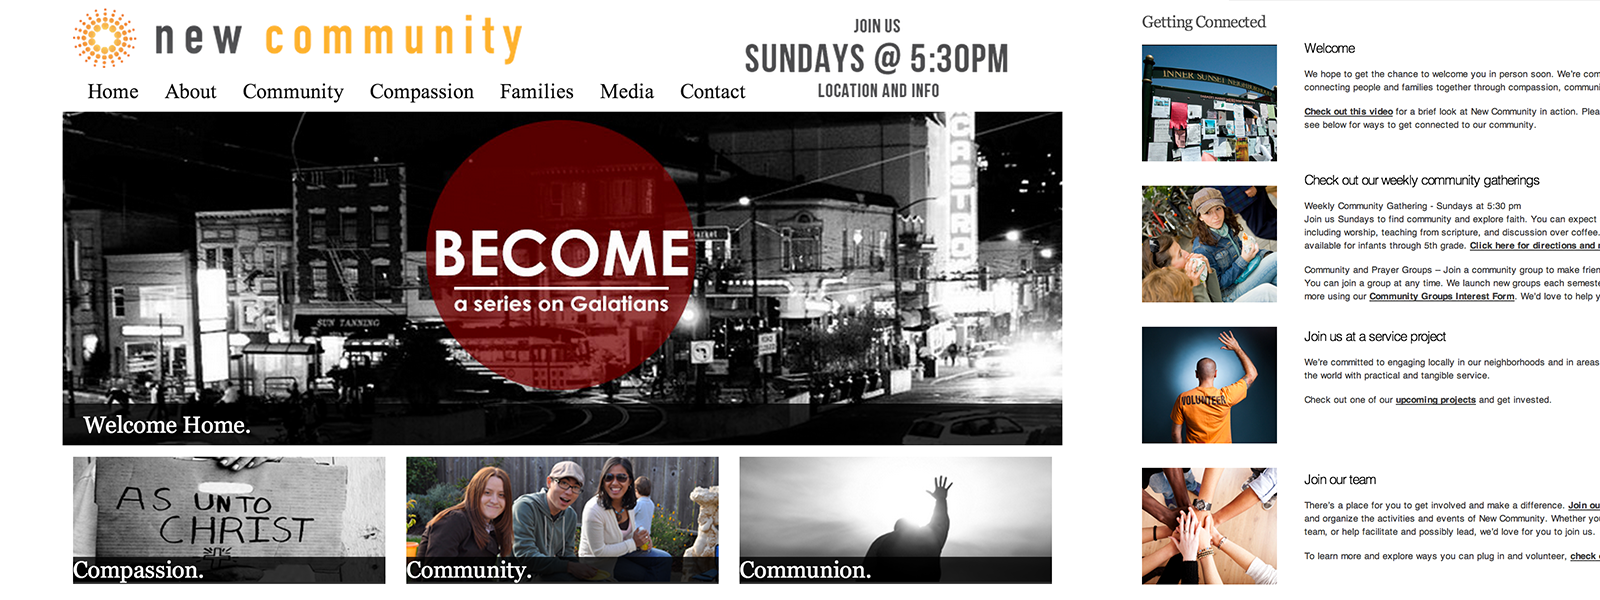 new community
JOIN US
SUNDAYS @ 5:30PM
LOCATION AND INFO
Home About Community Compassion Families Media Contact
CASTRO
Market
BECOME
a series on Galatians
SUN TANNING
Welcome Home.
AS UNTO
CHRIST
Compassion.
Community.
Communion.
Getting Connected
INNER SUNSET
Welcome
We hope to get the chance to welcome you in person soon. We're com
connecting people and families together through compassion, communi
Check out this video for a brief look at New Community in action. Plea
see below for ways to get connected to our community.
Check out our weekly community gatherings
Weekly Community Gathering - Sundays at 5:30 pm
Join us Sundays to find community and explore faith. You can expect
including worship, teaching from scripture, and discussion over coffee.
available for infants through 5th grade. Click here for directions and
Community and Prayer Groups – Join a community group to make frien
You can join a group at any time. We launch new groups each semeste
more using our Community Groups Interest Form. We'd love to help y
VOLUNTEER
Join us at a service project
We're committed to engaging locally in our neighborhoods and in areas
the world with practical and tangible service.
Check out one of our upcoming projects and get invested.
Join our team
There's a place for you to get involved and make a difference. Join ou
and organize the activities and events of New Community. Whether you
team, or help facilitate and possibly lead, we'd love for you to join us.
To learn more and explore ways you can plug in and volunteer, check